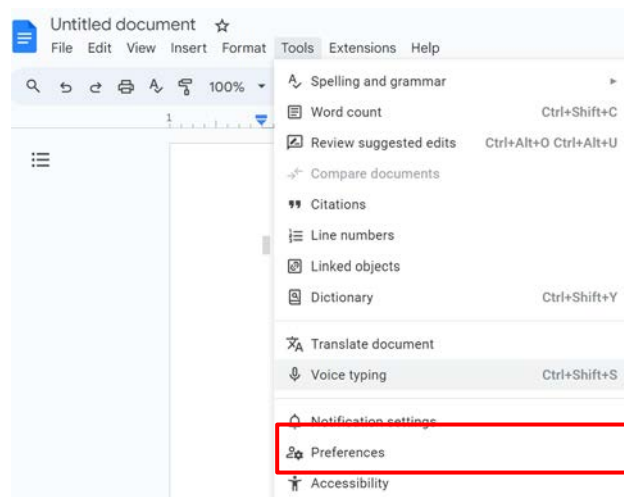 Untitled document
File Edit View Insert Format Tools Extensions Help
100%
1
Spelling and grammar
Word count Ctrl+Shift+C
Review suggested edits Ctrl+Alt+O Ctrl+Alt+U
Compare documents
Citations
Line numbers
Linked objects
Dictionary Ctrl+Shift+Y
Translate document
Voice typing Ctrl+Shift+S
Notification settings
Preferences
Accessibility